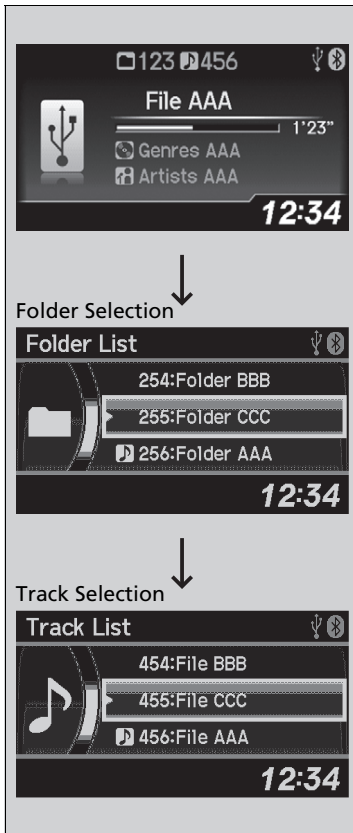 123 456
File AAA
1'23"
Genres AAA
Artists AAA
12:34
Folder Selection
Folder List
254:Folder BBB
255:Folder CCC
256:Folder AAA
12:34
Track Selection
Track List
454:File BBB
455:File CCC
456:File AAA
12:34